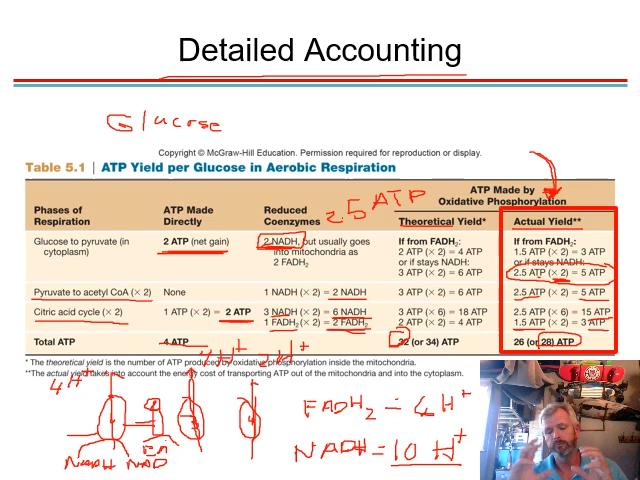 Detailed Accounting
Glucose
Copyright © McGraw-Hill Education. Permission required for reproduction or display.
Table 5.1 | ATP Yield per Glucose in Aerobic Respiration
2.5 ATP
ATP Made by
Oxidative Phosphorylation
Phases of
Respiration
ATP Made
Directly
Reduced
Coenzymes
Theoretical Yield*
Actual Yield**
Glucose to pyruvate (in
cytoplasm)
2 ATP (net gain)
2 NADH, but usually goes
into mitochondria as
2 FADH2
If from FADH2:
2 ATP (× 2) = 4 ATP
or if stays NADH:
3 ATP (× 2) = 6 ATP
If from FADH2:
1.5 ATP (× 2) = 3 ATP
or if stays NADH:
2.5 ATP (× 2) = 5 ATP
Pyruvate to acetyl CoA (× 2)
None
1 NADH (× 2) = 2 NADH
3 ATP (× 2) = 6 ATP
2.5 ATP (× 2) = 5 ATP
Citric acid cycle (× 2)
1 ATP (× 2) = 2 ATP
3 NADH (× 2) = 6 NADH
1 FADH2 (× 2) = 2 FADH2
3 ATP (× 6) = 18 ATP
2 ATP (× 2) = 4 ATP
2.5 ATP (× 6) = 15 ATP
1.5 ATP (× 2) = 3 ATP
Total ATP
4 ATP
32 (or 34) ATP
26 (or 28) ATP
* The theoretical yield is the number of ATP produced by oxidative phosphorylation inside the mitochondria.
**The actual yield takes into account the energy cost of transporting ATP out of the mitochondria and into the cytoplasm.
4H+
4H+
2H+
FADH2 = 4 H+
NADH = 10 H+
NADH
NAD